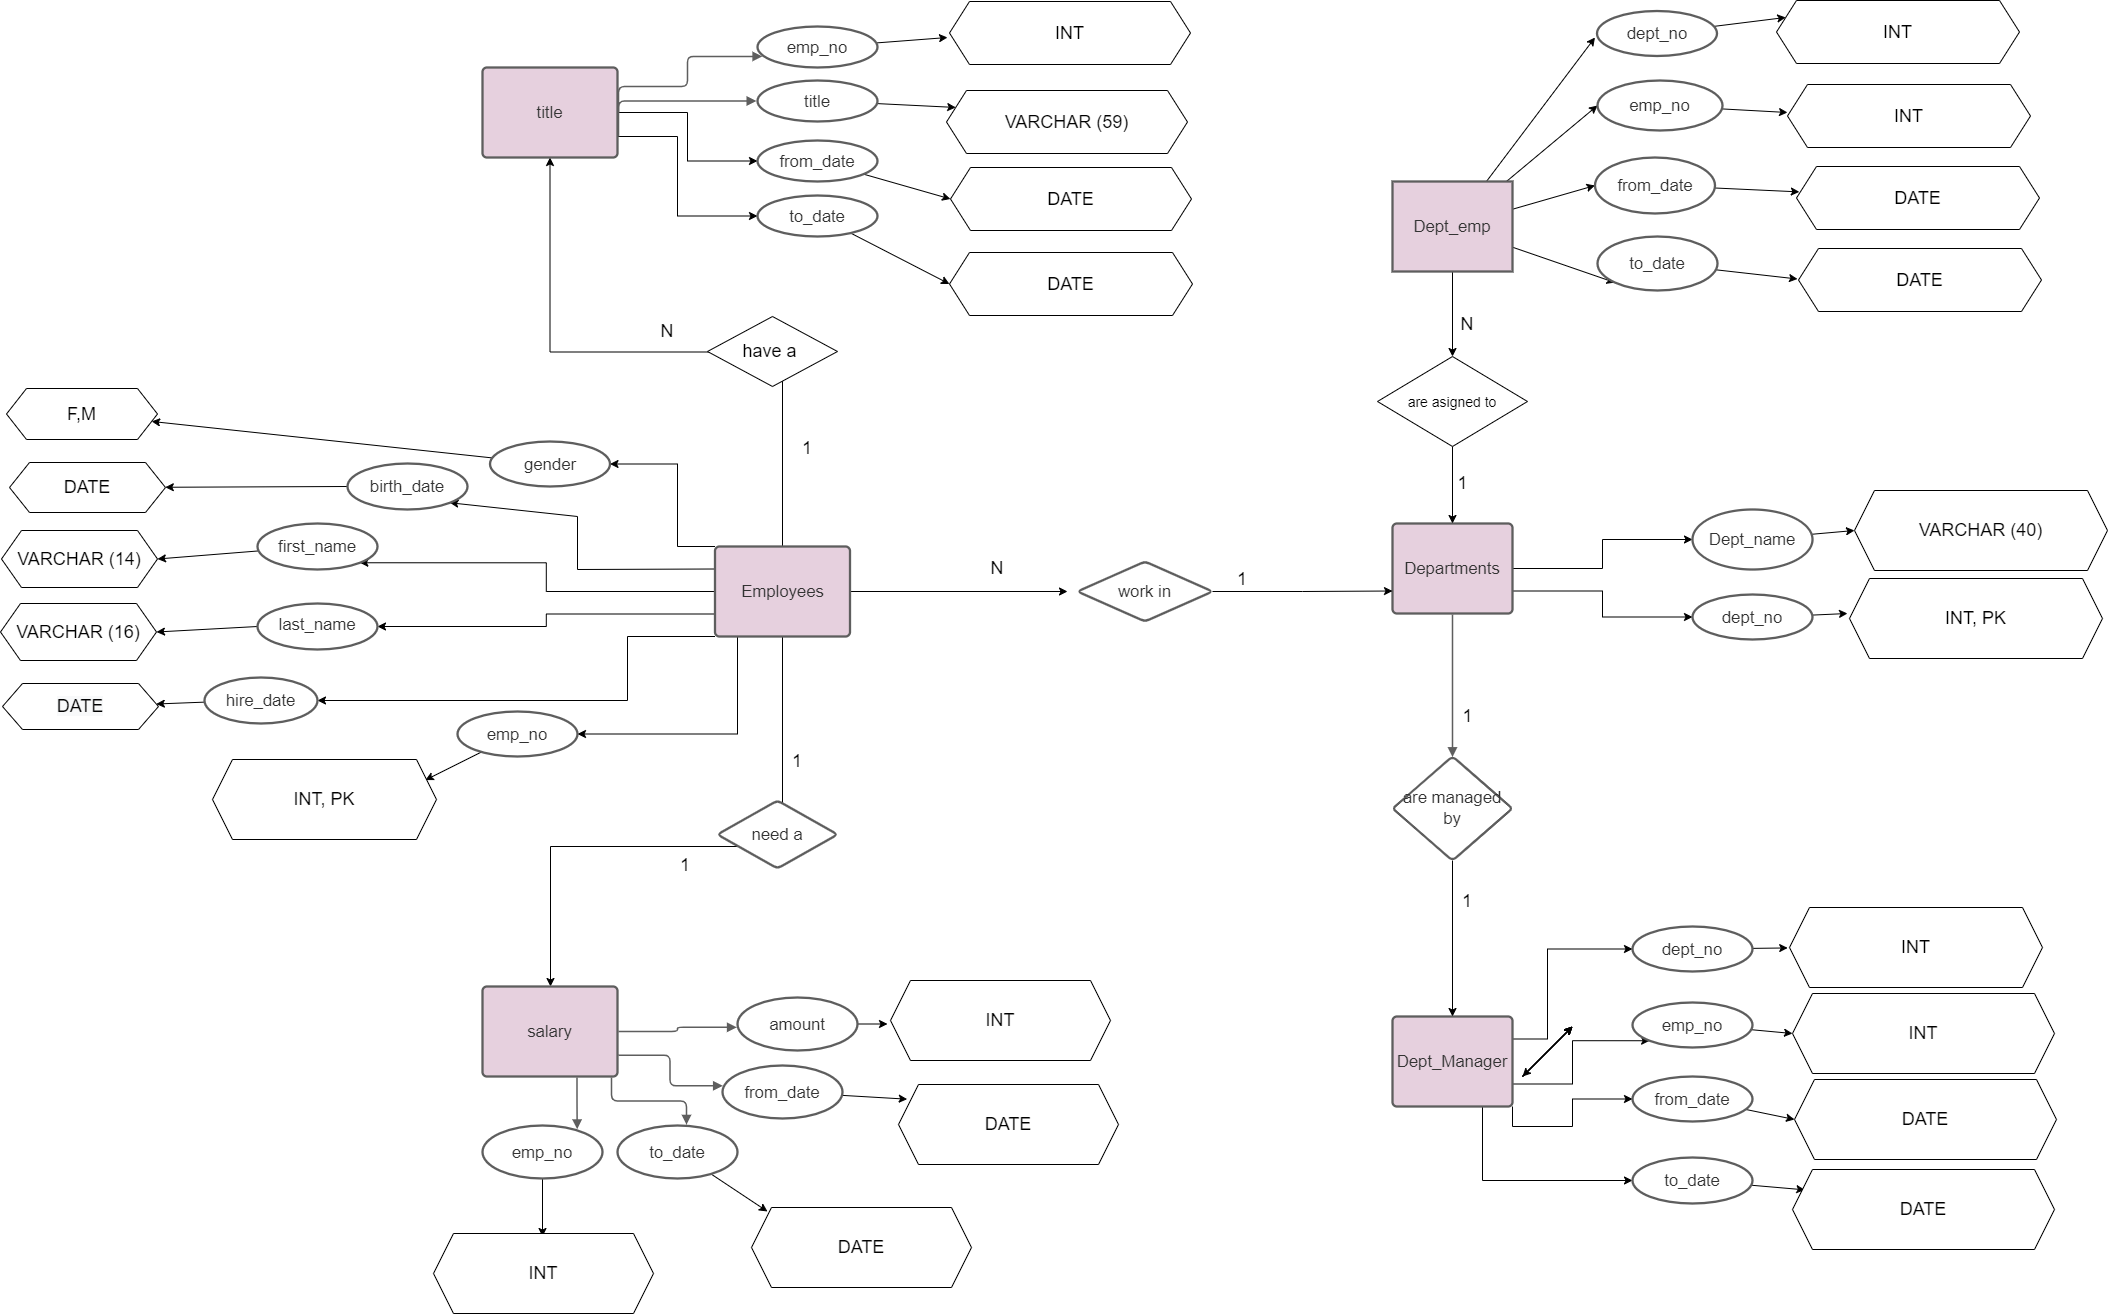 emp_no
INT
title
title
VARCHAR (59)
from_date
DATE
to_date
DATE
N
have a
1
dept_no
INT
emp_no
INT
from_date
DATE
Dept_emp
to_date
DATE
N
are asigned to
1
F,M
gender
DATE
birth_date
VARCHAR (14)
first_name
VARCHAR (16)
last_name
DATE
hire_date
emp_no
INT, PK
Employees
N
work in
1
Departments
Dept_name
VARCHAR (40)
dept_no
INT, PK
1
need a
1
1
are managed
by
1
salary
amount
INT
from_date
DATE
emp_no
to_date
INT
DATE
Dept_Manager
dept_no
INT
emp_no
INT
from_date
DATE
to_date
DATE